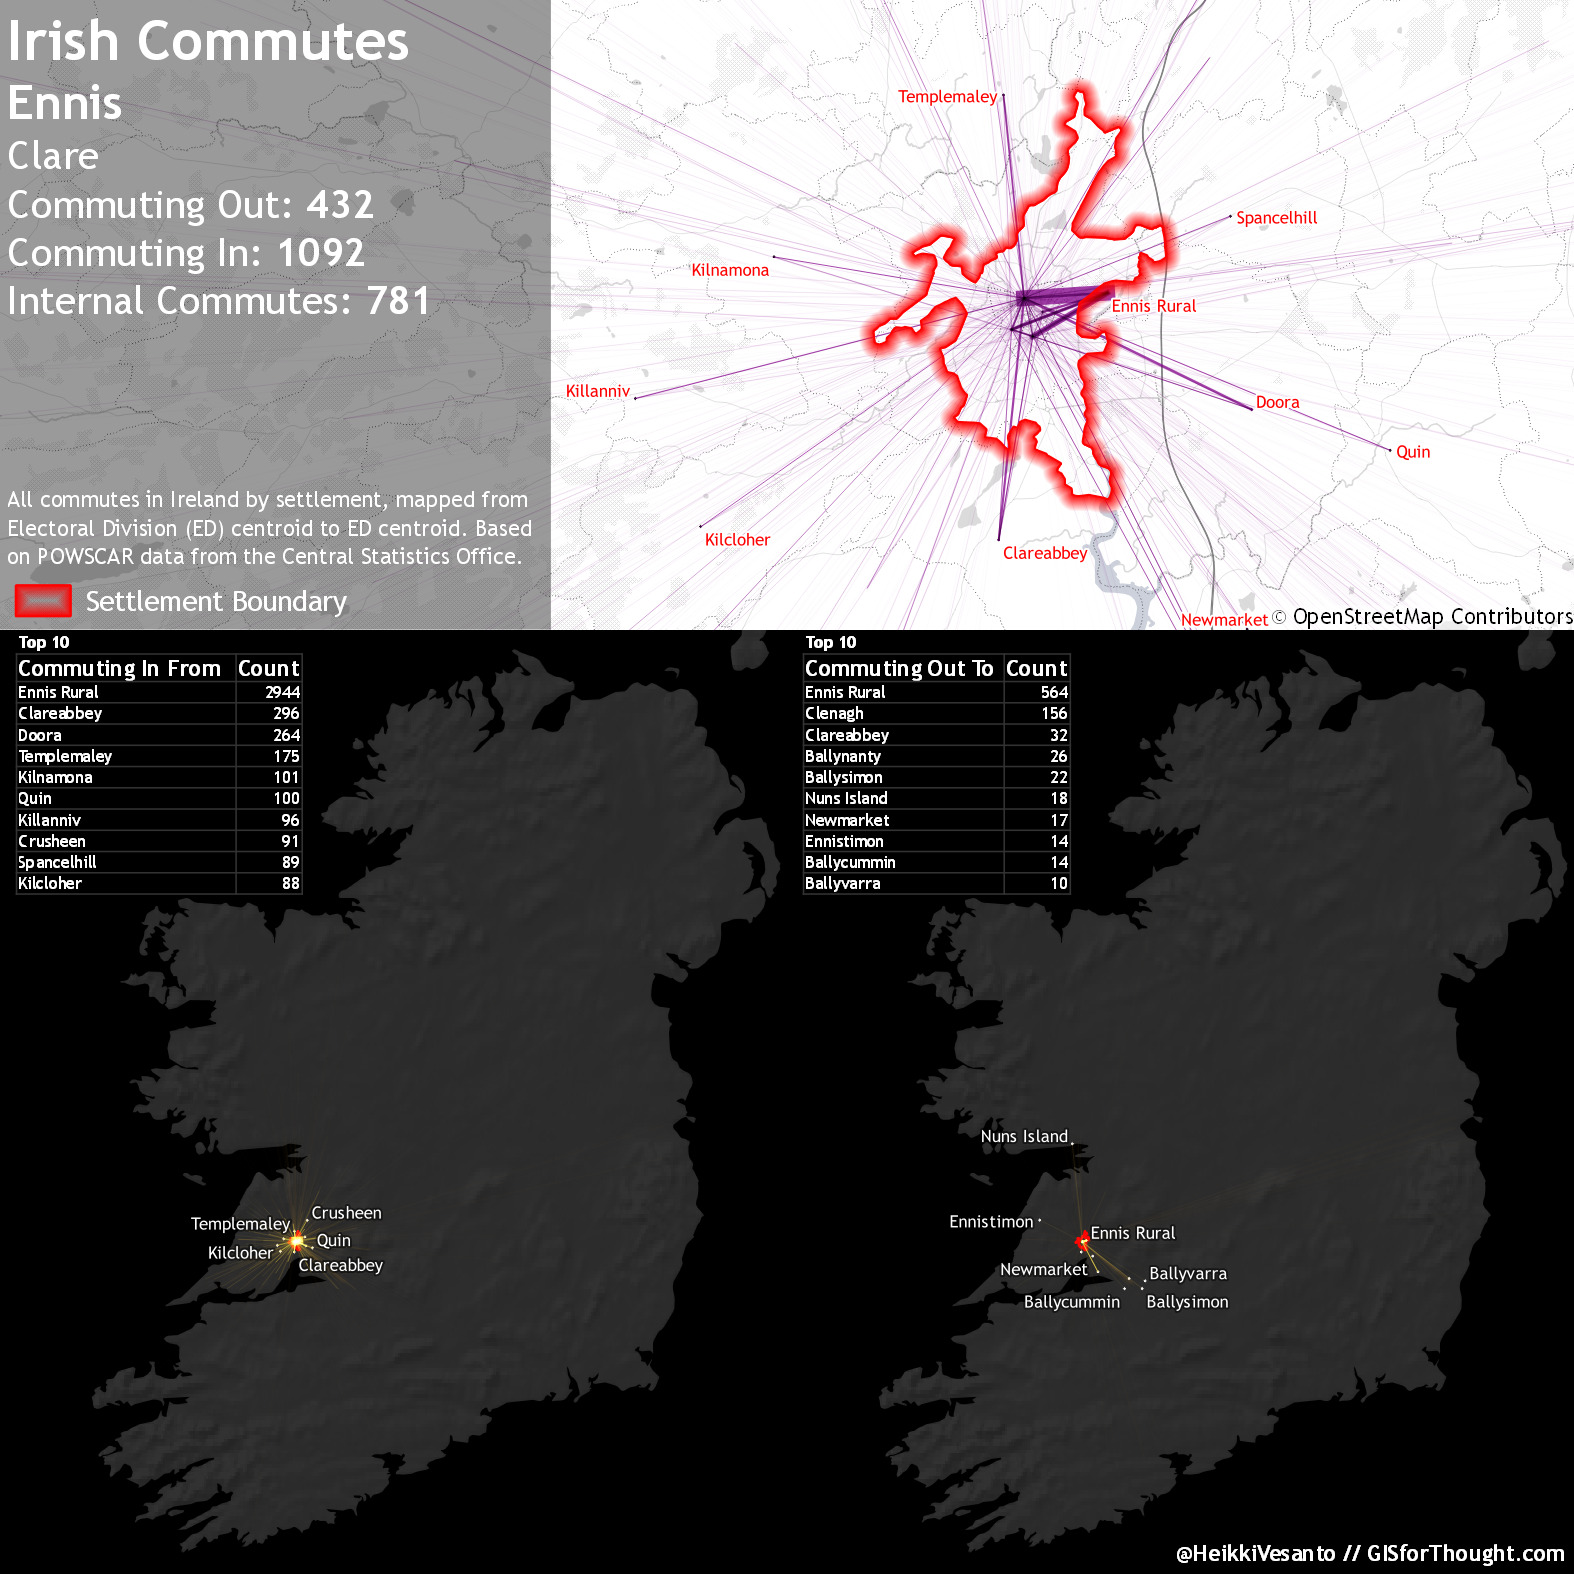 Irish Commutes
Ennis
Clare
Commuting Out: 432
Commuting In: 1092
Internal Commutes: 781
All commutes in Ireland by settlement, mapped from
Electoral Division (ED) centroid to ED centroid. Based
on POWSCAR data from the Central Statistics Office.
Settlement Boundary
Templemaley
Spancelhill
Kilnamona
Ennis Rural
Killanniv
Doora
Quin
Kilcloher
Clareabbey
Newmarket
© OpenStreetMap Contributors
Top 10
Commuting In From Count
Ennis Rural 2944
Clareabbey 296
Doora 264
Templemaley 175
Kilnamona 101
Quin 100
Killanniv 96
Crusheen 91
Spancelhill 89
Kilcloher 88
Top 10
Commuting Out To Count
Ennis Rural 564
Clenagh 156
Clareabbey 32
Ballynanty 26
Ballysimon 22
Nuns Island 18
Newmarket 17
Ennistimon 14
Ballycummin 14
Ballyvarra 10
Crusheen
Templemaley
Quin
Kilcloher
Clareabbey
Nuns Island
Ennistimon
Ennis Rural
Newmarket
Ballyvarra
Ballycummin
Ballysimon
@HeikkiVesanto // GISforThought.com